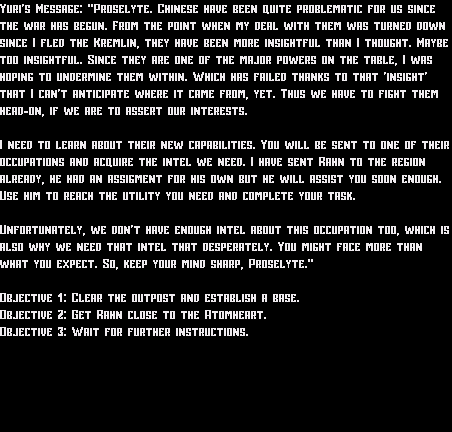 Yuri's Message: "Proselyte. Chinese have been quite problematic for us since
the war has begun. From the point when my deal with them was turned down
since I fled the Kremlin, they have been more insightful than I thought. Maybe
too insightful. Since they are one of the major powers on the table, I was
hoping to undermine them within. Which has failed thanks to that 'insight'
that I can't anticipate where it came from, yet. Thus we have to fight them
head-on, if we are to assert our interests.

I need to learn about their new capabilities. You will be sent to one of their
occupations and acquire the intel we need. I have sent Rahn to the region
already, he had an assigment for his own but he will assist you soon enough.
Use him to reach the utility you need and complete your task.

Unfortunately, we don't have enough intel about this occupation too, which is
also why we need that intel that desperately. You might face more than
what you expect. So, keep your mind sharp, Proselyte."

Objective 1: Clear the outpost and establish a base.
Objective 2: Get Rahn close to the Atomheart.
Objective 3: Wait for further instructions.